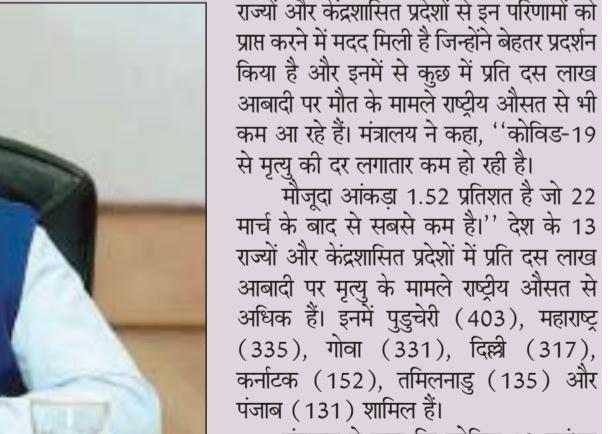 राज्यों और केंद्रशासित प्रदेशों से इन परिणामों को
प्राप्त करने में मदद मिली है जिन्होंने बेहतर प्रदर्शन
किया है और इनमें से कुछ में प्रति दस लाख
आबादी पर मौत के मामले राष्ट्रीय औसत से भी
कम आ रहे हैं। मंत्रालय ने कहा, ‘‘कोविड-19
से मृत्यु की दर लगातार कम हो रही है।
मौजूदा आंकड़ा 1.52 प्रतिशत है जो 22
मार्च के बाद से सबसे कम है।’’ देश के 13
राज्यों और केंद्रशासित प्रदेशों में प्रति दस लाख
आबादी पर मृत्यु के मामले राष्ट्रीय औसत से
अधिक हैं। इनमें पुडुचेरी (403), महाराष्ट्र
(335), गोवा (331), दिल्ली (317),
कर्नाटक (152), तमिलनाडु (135) और
पंजाब (131) शामिल हैं।